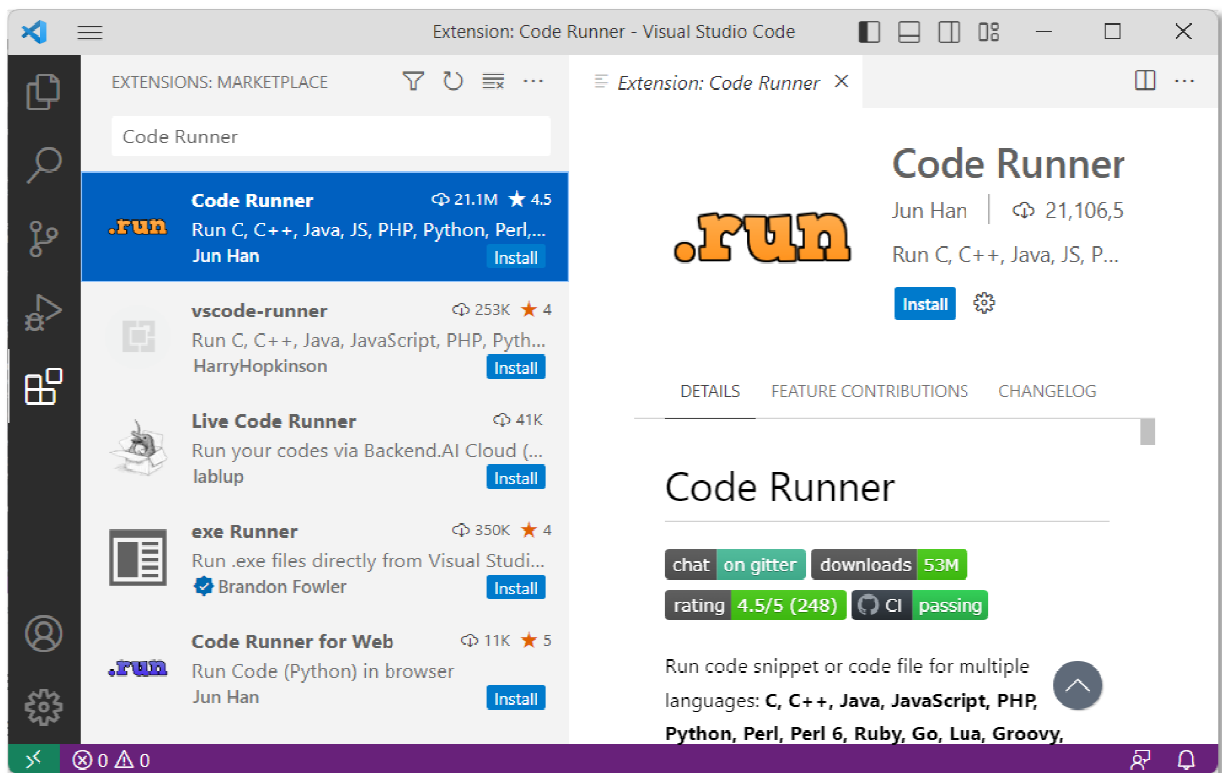 Extension: Code Runner - Visual Studio Code
EXTENSIONS: MARKETPLACE
Code Runner
.run
Code Runner 21.1M 4.5
Run C, C++, Java, JS, PHP, Python, Perl,...
Jun Han Install
vscode-runner 253K 4
Run C, C++, Java, JavaScript, PHP, Pyth...
HarryHopkinson Install
Live Code Runner 41K
Run your codes via Backend.AI Cloud (...
lablup Install
exe Runner 350K 4
Run .exe files directly from Visual Studi...
Brandon Fowler Install
.run
Code Runner for Web 11K 5
Run Code (Python) in browser
Jun Han Install
Extension: Code Runner
.run
Code Runner
Jun Han 21,106,5
Run C, C++, Java, JS, P...
Install
DETAILS FEATURE CONTRIBUTIONS CHANGELOG
Code Runner
chat on gitter downloads 53M
rating 4.5/5 (248) CI passing
Run code snippet or code file for multiple
languages: C, C++, Java, JavaScript, PHP,
Python, Perl, Perl 6, Ruby, Go, Lua, Groovy,
0 0